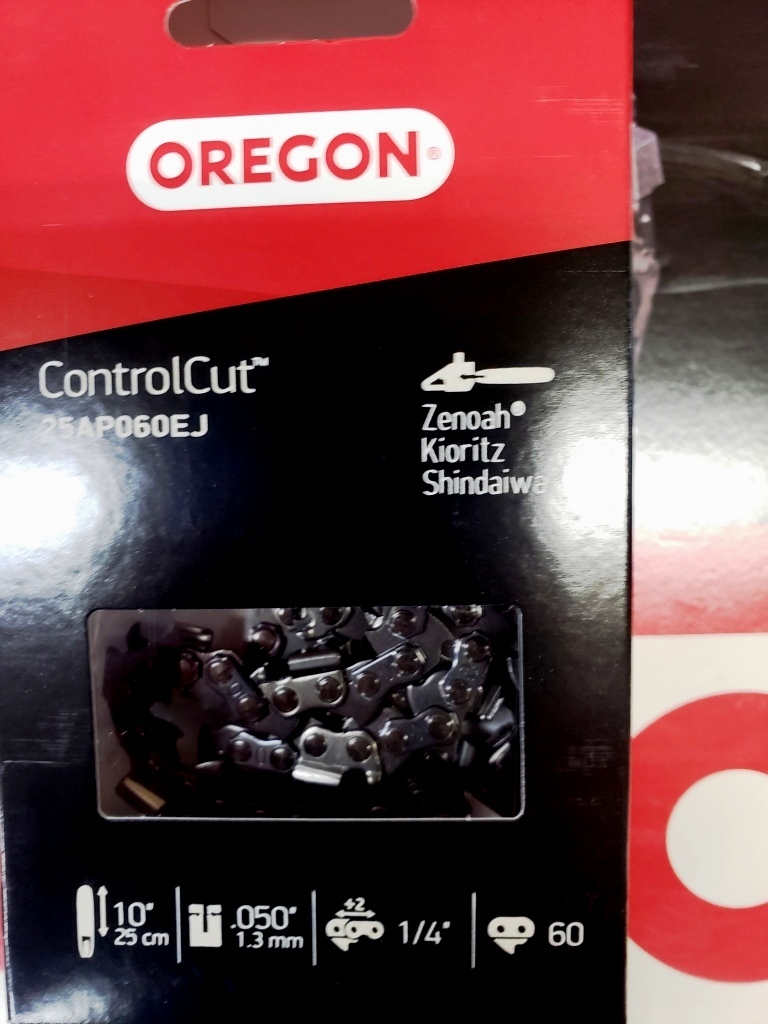 OREGON®
ControlCut™
25AP060EJ
Zenoah®
Kioritz
Shindaiwa
10"
25 cm
.050"
1.3 mm
+2
1/4"
60